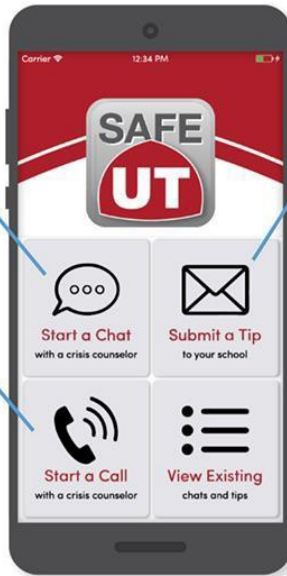 Carrier
12:34 PM
SAFE
UT
Start a Chat
with a crisis counselor
Submit a Tip
to your school
Start a Call
with a crisis counselor
View Existing
chats and tips